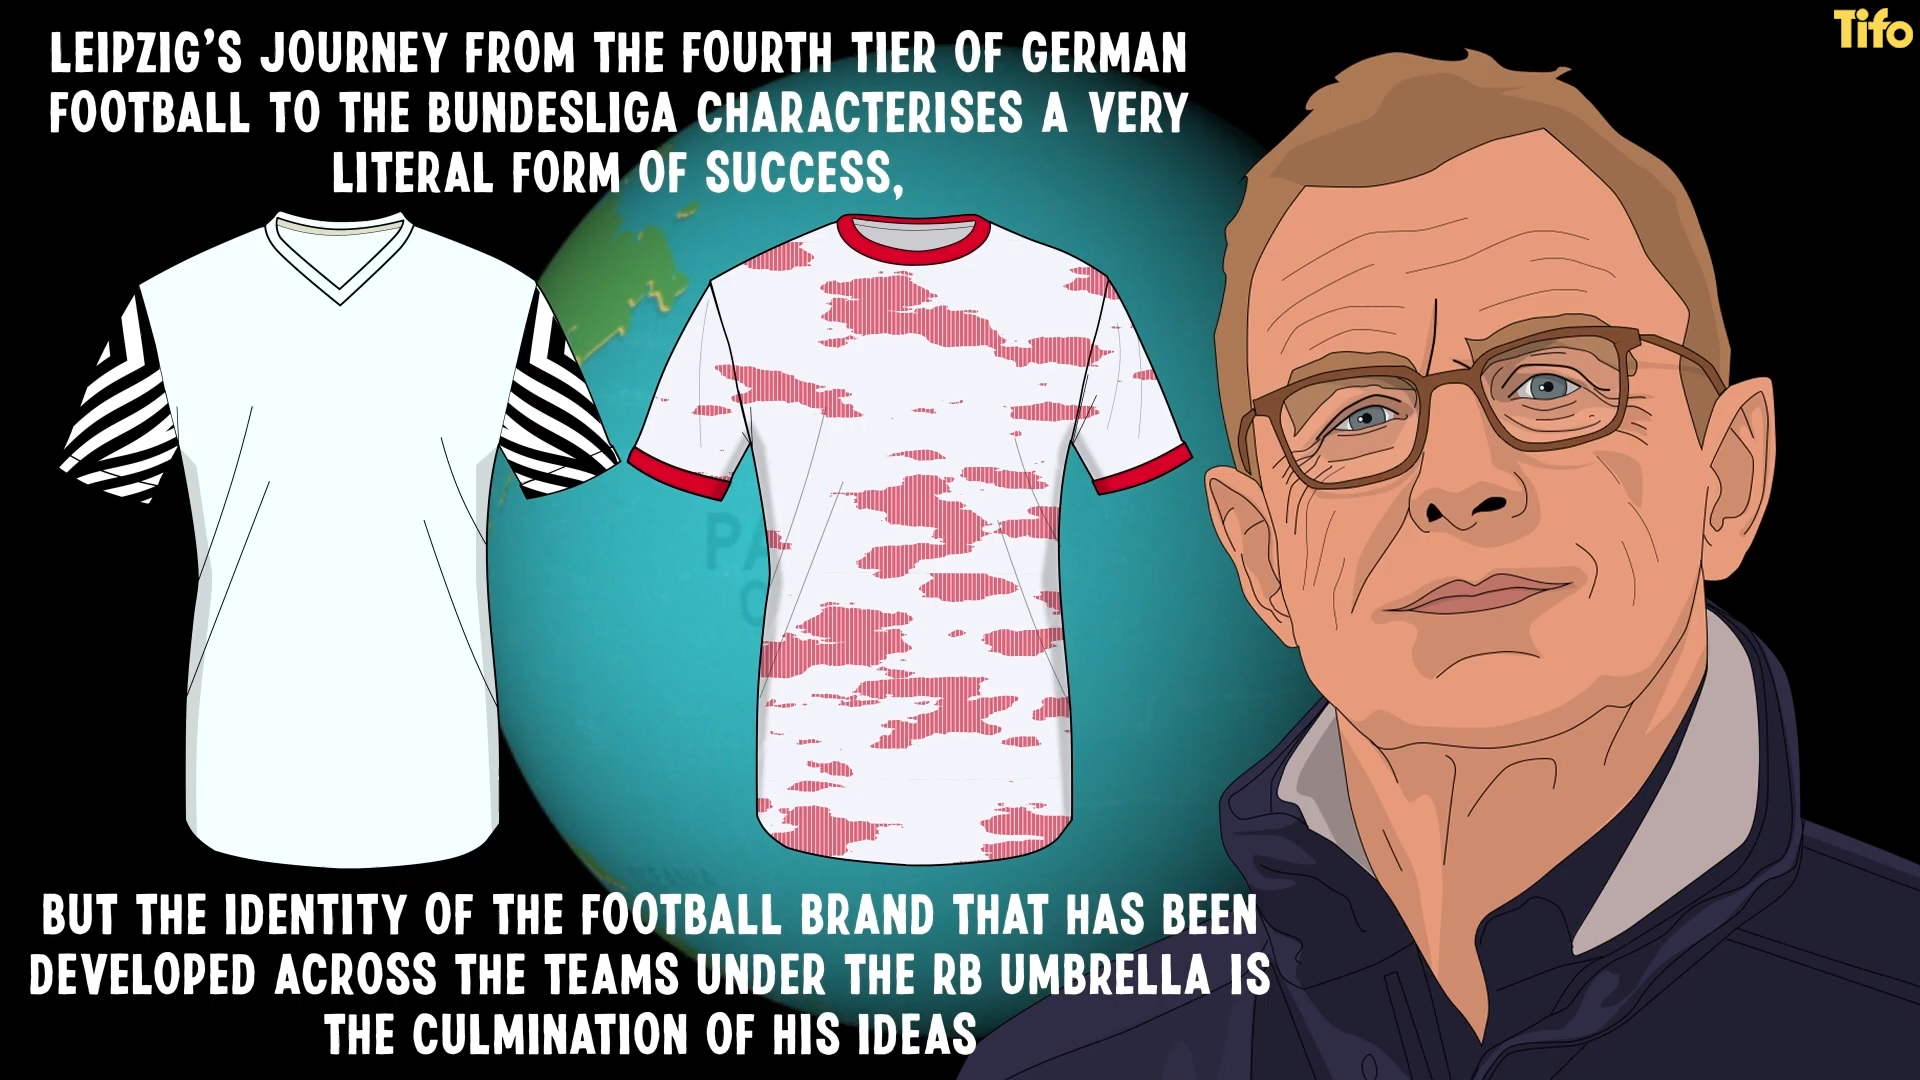 Tifo
LEIPZIG'S JOURNEY FROM THE FOURTH TIER OF GERMAN
FOOTBALL TO THE BUNDESLIGA CHARACTERISES A VERY
LITERAL FORM OF SUCCESS,
BUT THE IDENTITY OF THE FOOTBALL BRAND THAT HAS BEEN
DEVELOPED ACROSS THE TEAMS UNDER THE RB UMBRELLA IS
THE CULMINATION OF HIS IDEAS